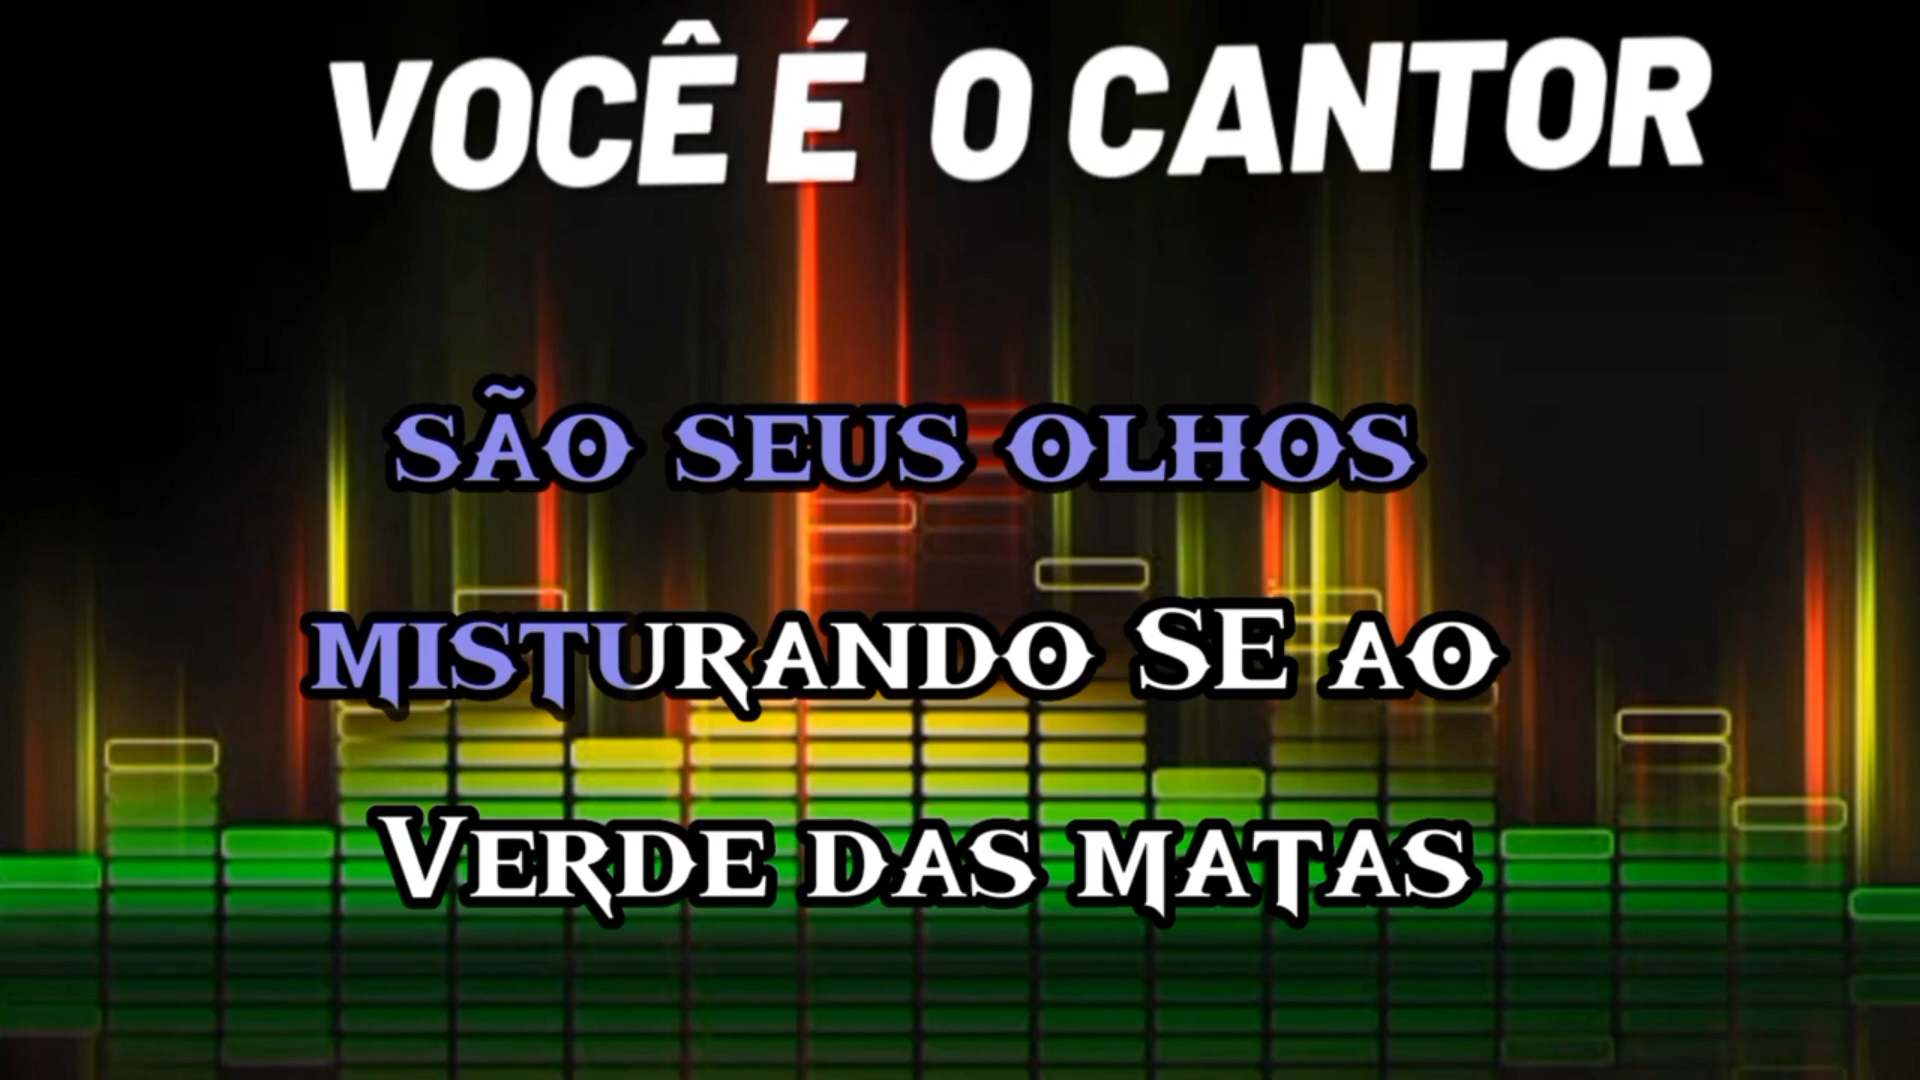 VOCÊ É O CANTOR
SÃO SEUS OLHOS
MISTURANDO SE AO
VERDE DAS MATAS